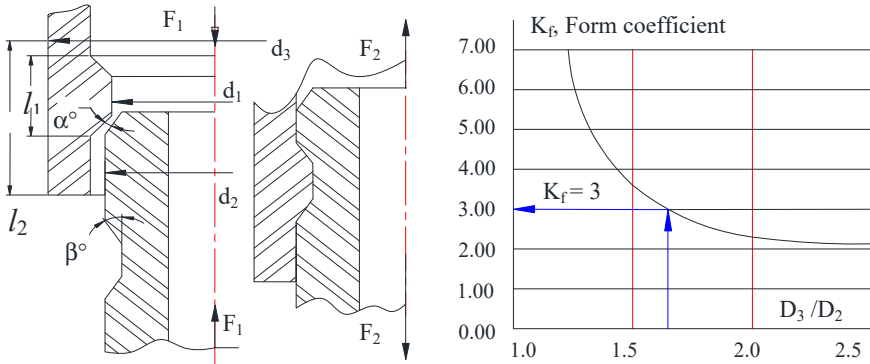 F1
d3
F2
l1
d1
α°
d2
l2
β°
F1
F2
Kf, Form coefficient
7.00
6.00
5.00
4.00
Kf = 3
3.00
2.00
1.00
D3 /D2
0.00
1.0
1.5
2.0
2.5